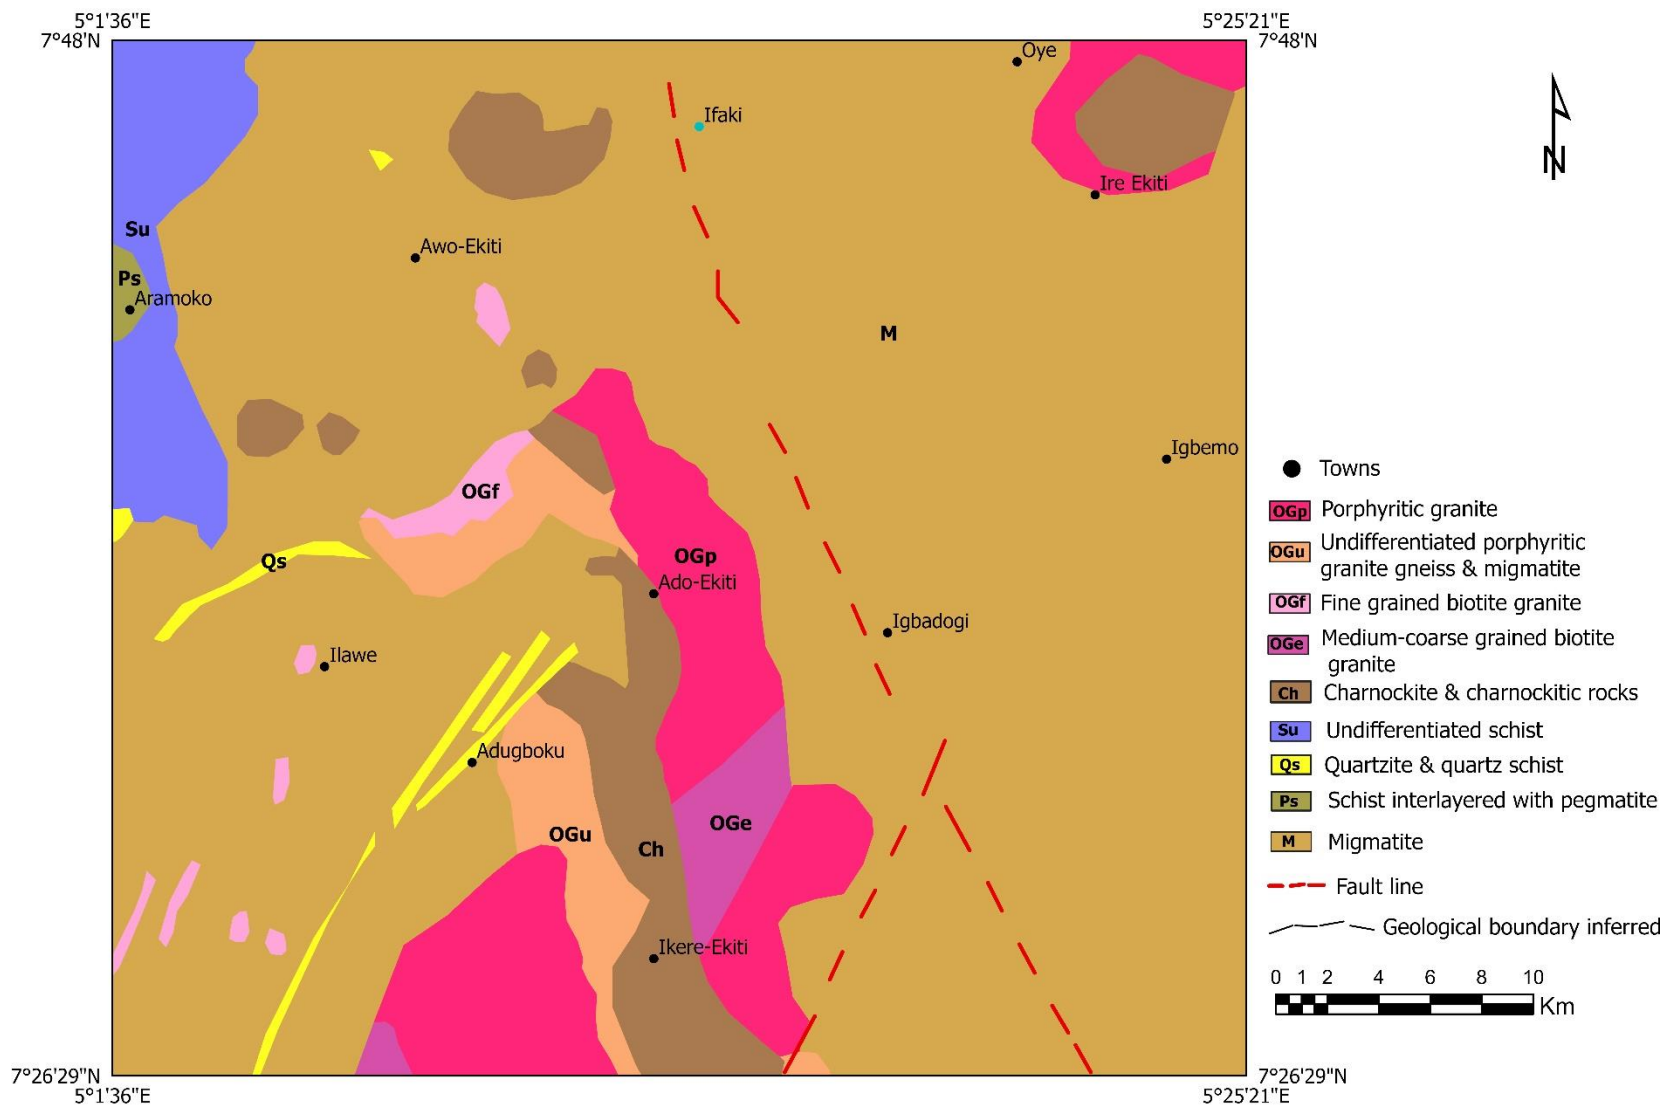 5°1'36"E
5°25'21"E
7°48'N
7°48'N
Oye
Ifaki
Ire Ekiti
N
Su
Awo-Ekiti
Ps
Aramoko
M
Igbemo
OGf
Qs
OGp
Ado-Ekiti
Igbadogi
Ilawe
Adugboku
OGu
Ch
OGe
Ikere-Ekiti
Towns
OGp Porphyritic granite
OGu Undifferentiated porphyritic
granite gneiss & migmatite
OGf Fine grained biotite granite
OGe Medium-coarse grained biotite
granite
Ch Charnockite & charnockitic rocks
Su Undifferentiated schist
Qs Quartzite & quartz schist
Ps Schist interlayered with pegmatite
M Migmatite
Fault line
Geological boundary inferred
0 1 2 4 6 8 10
Km
7°26'29"N
7°26'29"N
5°1'36"E
5°25'21"E